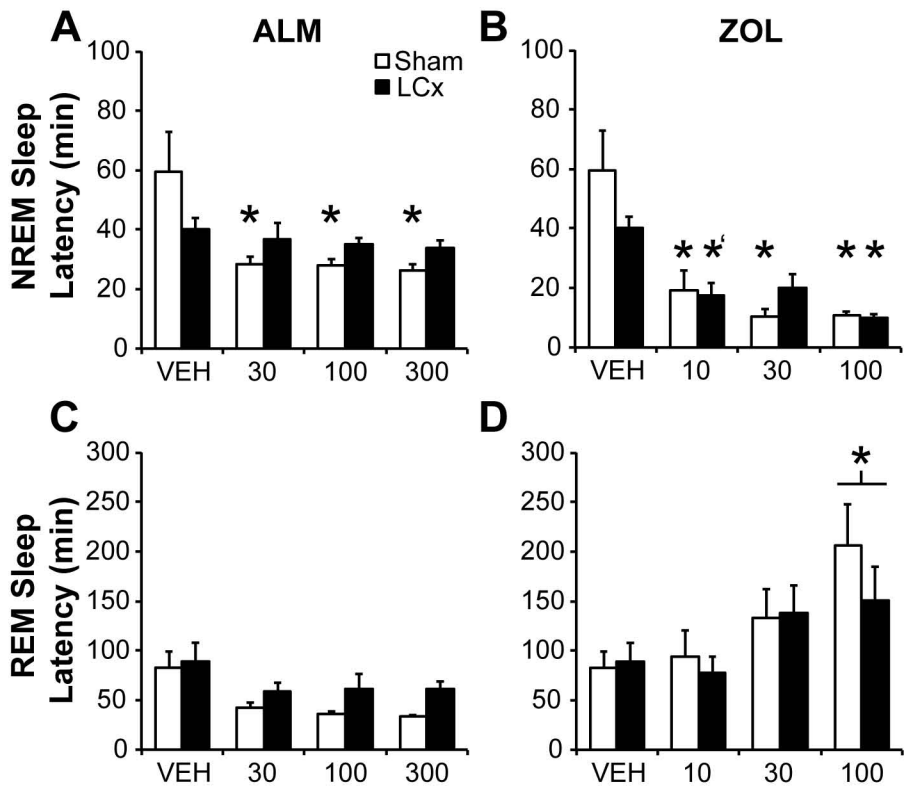 A ALM
Sham
LCx
NREM Sleep
Latency (min)
100
80
60
40
20
0
* * *
VEH 30 100 300
B ZOL
100
80
60
40
20
0
* *‘ * * *
VEH 10 30 100
C
REM Sleep
Latency (min)
300
250
200
150
100
50
0
VEH 30 100 300
D
300
250
200
150
100
50
0
*
VEH 10 30 100